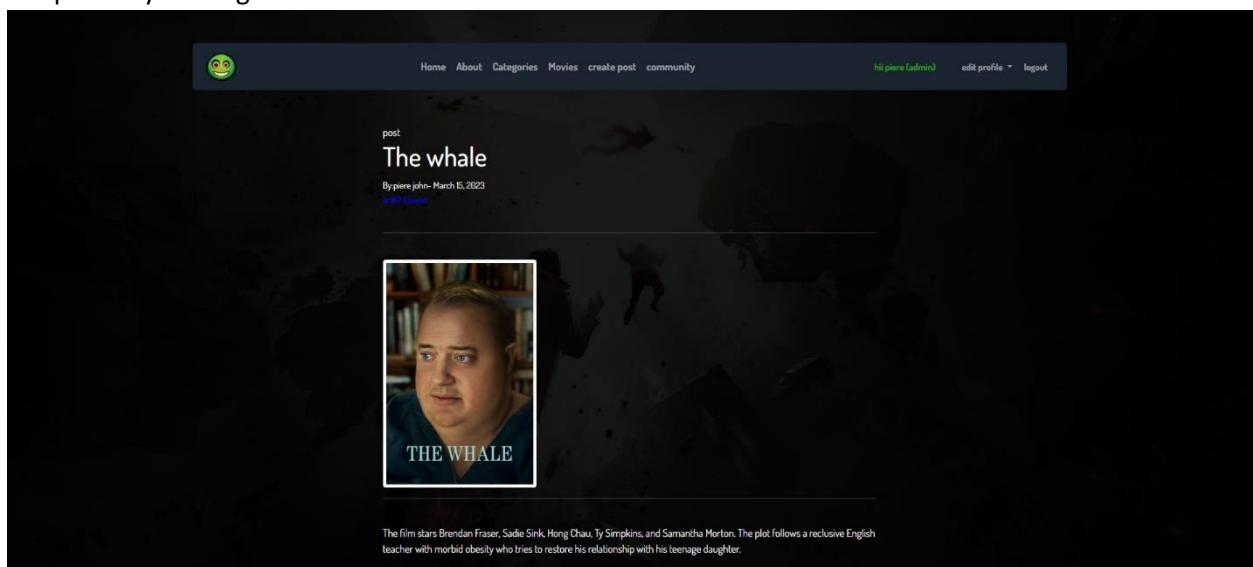 Home About Categories Movies create post community hii piere (admin) edit profile logout
post
The whale
By:piere john- March 15, 2023
THE WHALE
The film stars Brendan Fraser, Sadie Sink, Hong Chau, Ty Simpkins, and Samantha Morton. The plot follows a reclusive English
teacher with morbid obesity who tries to restore his relationship with his teenage daughter.